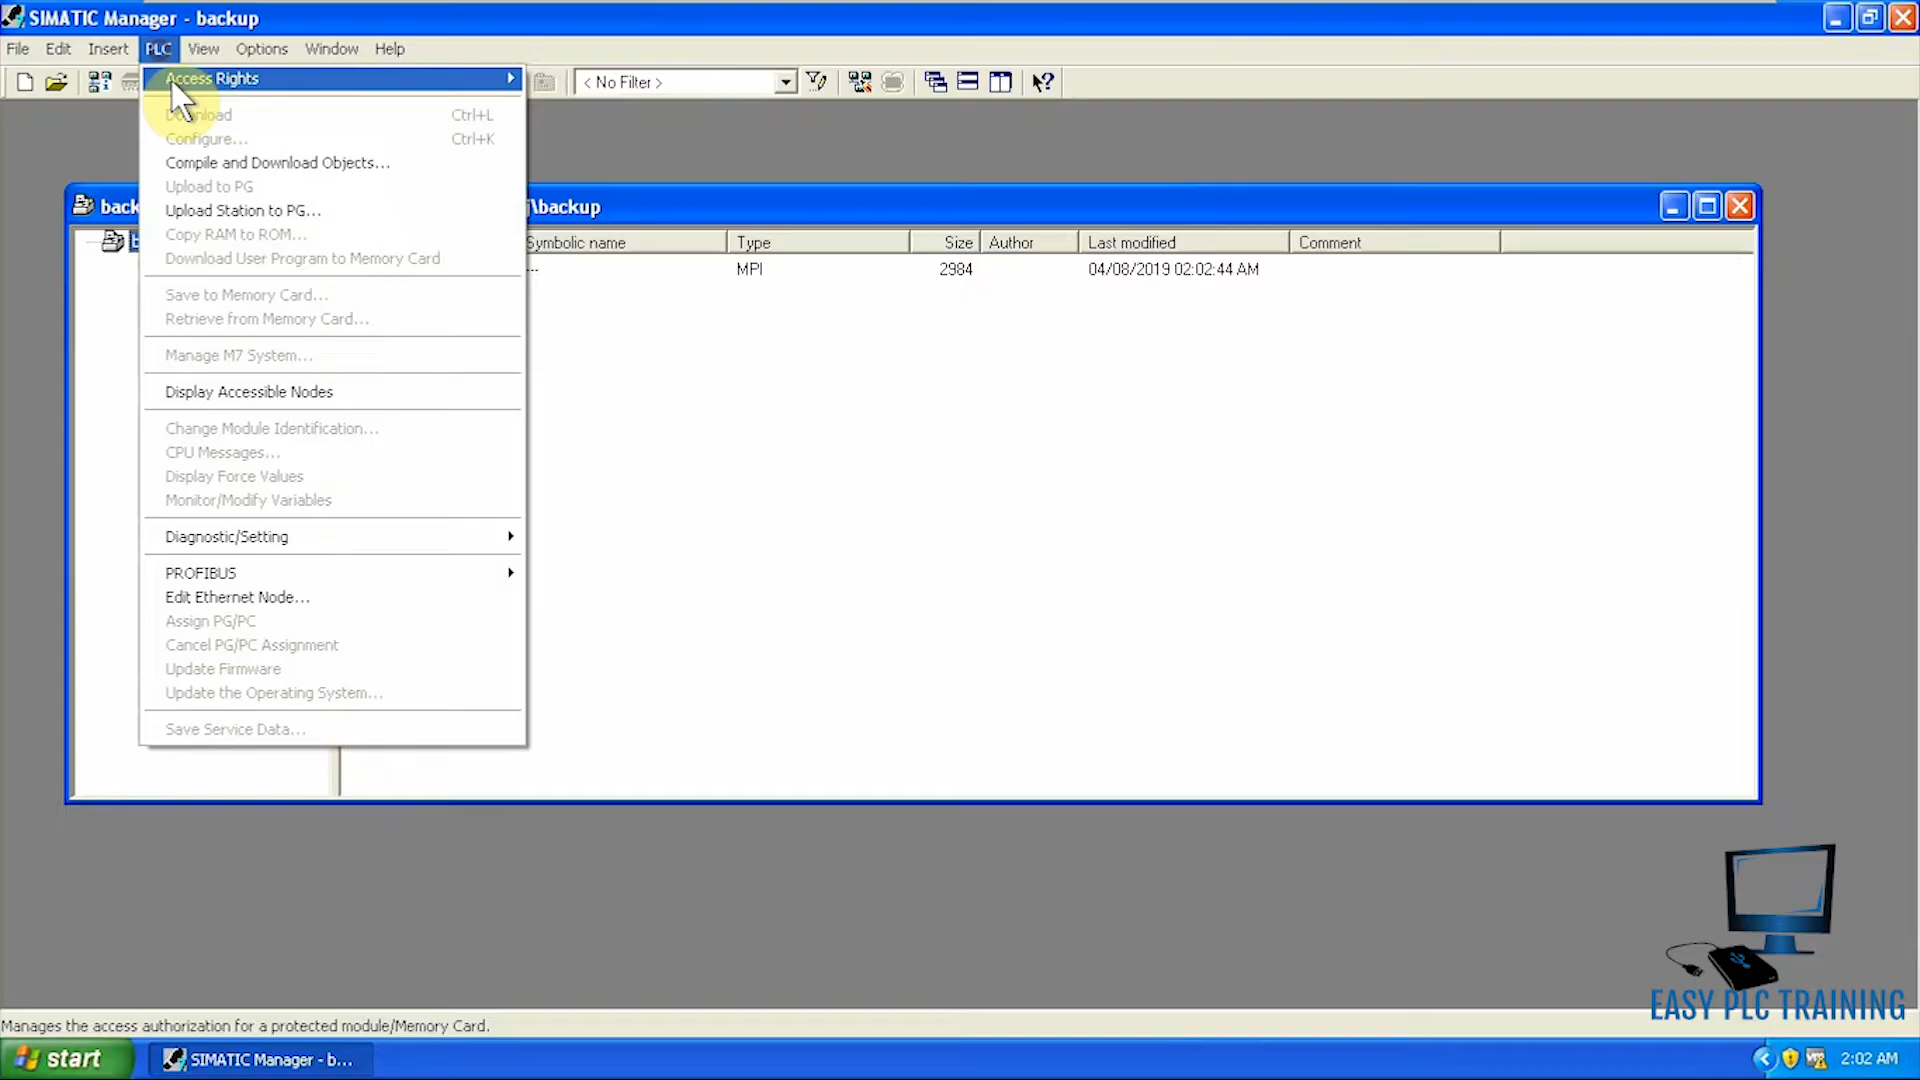 SIMATIC Manager - backup
File Edit Insert PLC View Options Window Help
Access Rights
< No Filter >
Download Ctrl+L
Configure... Ctrl+K
Compile and Download Objects...
Upload to PG
Upload Station to PG...
Copy RAM to ROM...
Download User Program to Memory Card
Save to Memory Card...
Retrieve from Memory Card...
Manage M7 System...
Display Accessible Nodes
Change Module Identification...
CPU Messages...
Display Force Values
Monitor/Modify Variables
Diagnostic/Setting
PROFIBUS
Edit Ethernet Node...
Assign PG/PC
Cancel PG/PC Assignment
Update Firmware
Update the Operating System...
Save Service Data...
back
\backup
Symbolic name Type Size Author Last modified Comment
--- MPI 2984 04/08/2019 02:02:44 AM
EASY PLC TRAINING
Manages the access authorization for a protected module/Memory Card.
start SIMATIC Manager - b... 2:02 AM